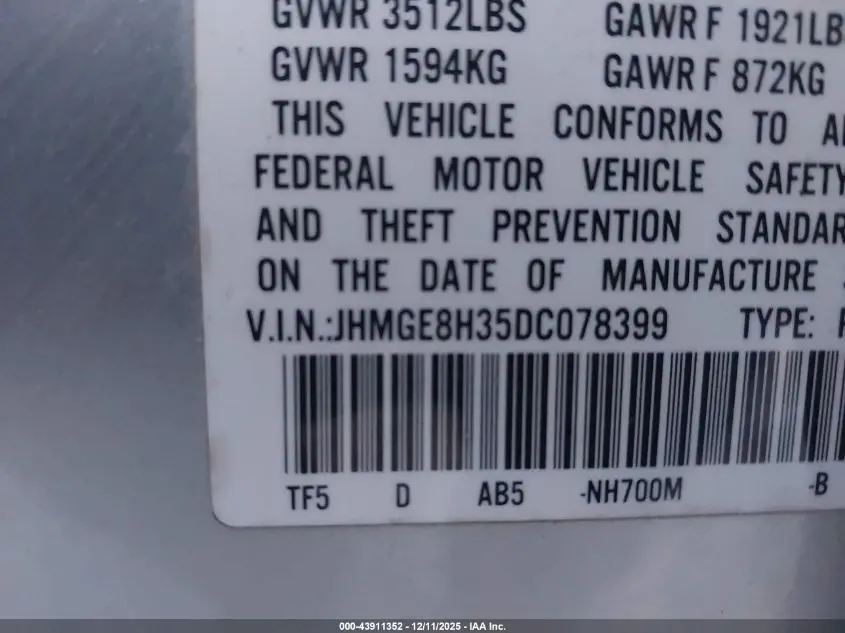 GVWR 3512LBS GAWR F 1921LB
GVWR 1594KG GAWR F 872KG
THIS VEHICLE CONFORMS TO
FEDERAL MOTOR VEHICLE SAFETY
AND THEFT PREVENTION STANDAR
ON THE DATE OF MANUFACTURE
V.I.N.:JHMGE8H35DC078399 TYPE:
TF5 D AB5 -NH700M -B
000-43911352 - 12/11/2025 - IAA Inc.